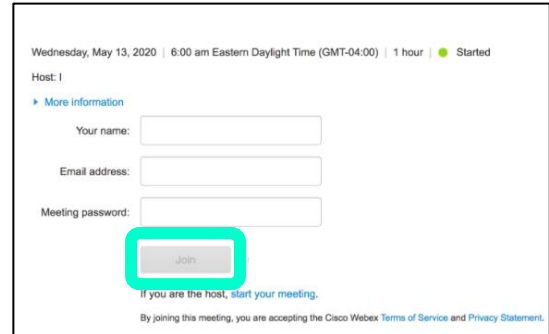 Wednesday, May 13, 2020 | 6:00 am Eastern Daylight Time (GMT-04:00) | 1 hour | Started
Host: I
More information
Your name:
Email address:
Meeting password:
Join
If you are the host, start your meeting.
By joining this meeting, you are accepting the Cisco Webex Terms of Service and Privacy Statement.